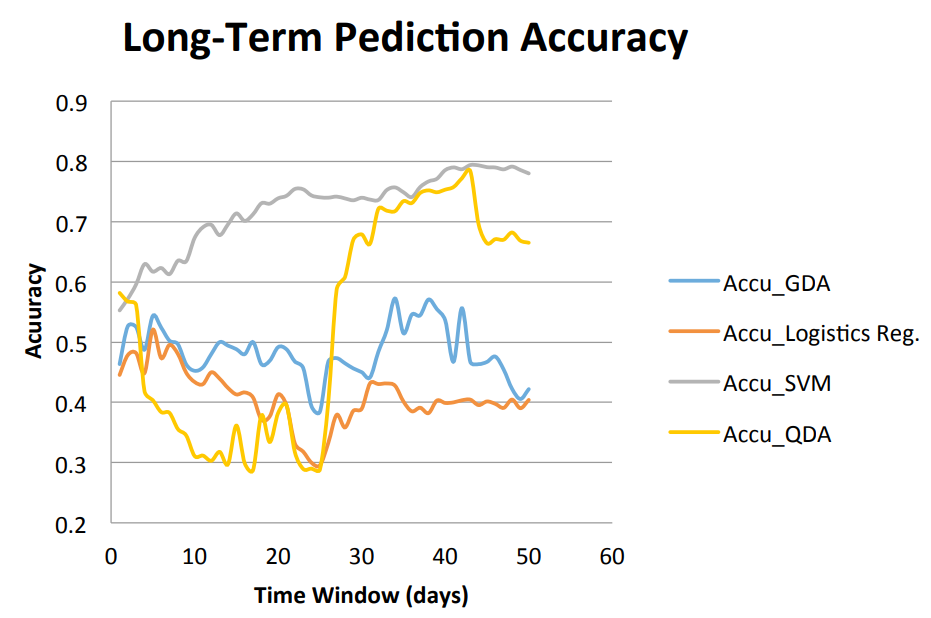 Long-Term Pediction Accuracy
0.9
0.8
0.7
0.6
0.5
0.4
0.3
0.2
Acuuracy
0 10 20 30 40 50 60
Time Window (days)
Accu_GDA
Accu_Logistics Reg.
Accu_SVM
Accu_QDA